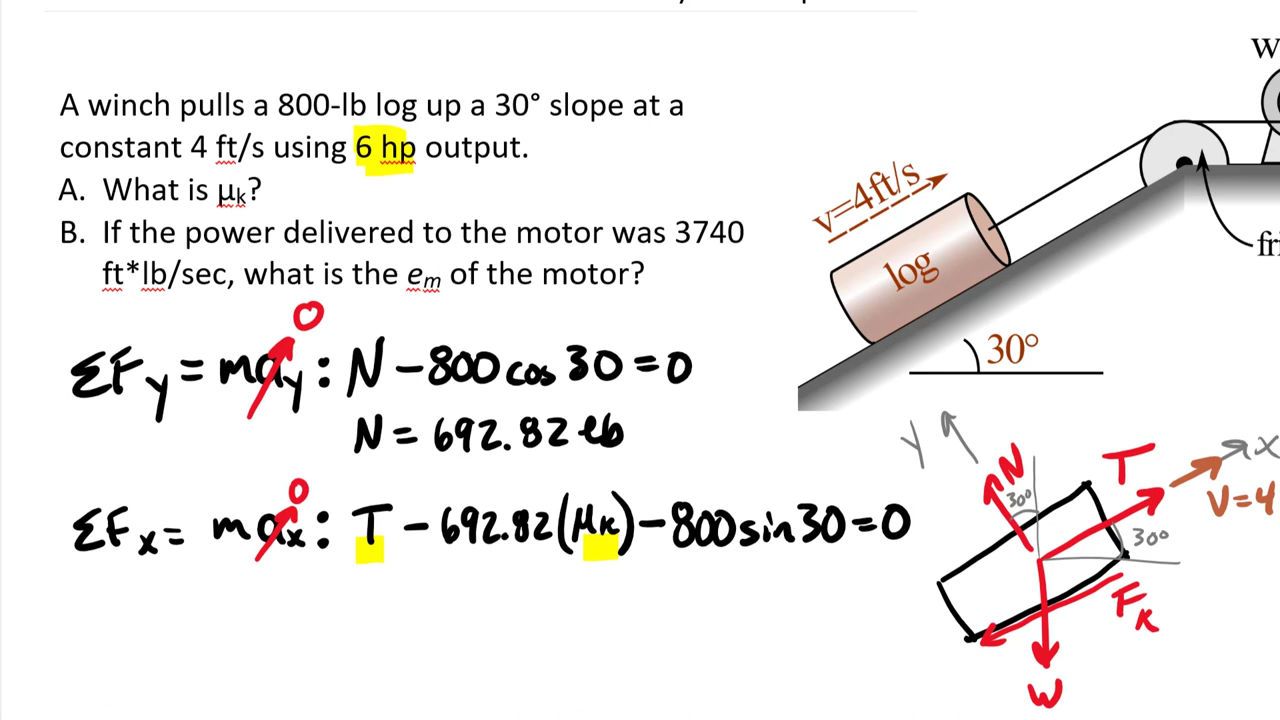 A winch pulls a 800-lb log up a 30° slope at a
constant 4 ft/s using 6 hp output.
A. What is μk?
B. If the power delivered to the motor was 3740
ft*lb/sec, what is the em of the motor?
ΣFy = may : N − 800 cos 30 = 0
0
N = 692.82 lb
ΣFx = max : T − 692.82(μk) − 800 sin 30 = 0
0
W
v=4ft/s
log
fri
30°
Y
N
30°
T
X
V=4
30°
FK
W